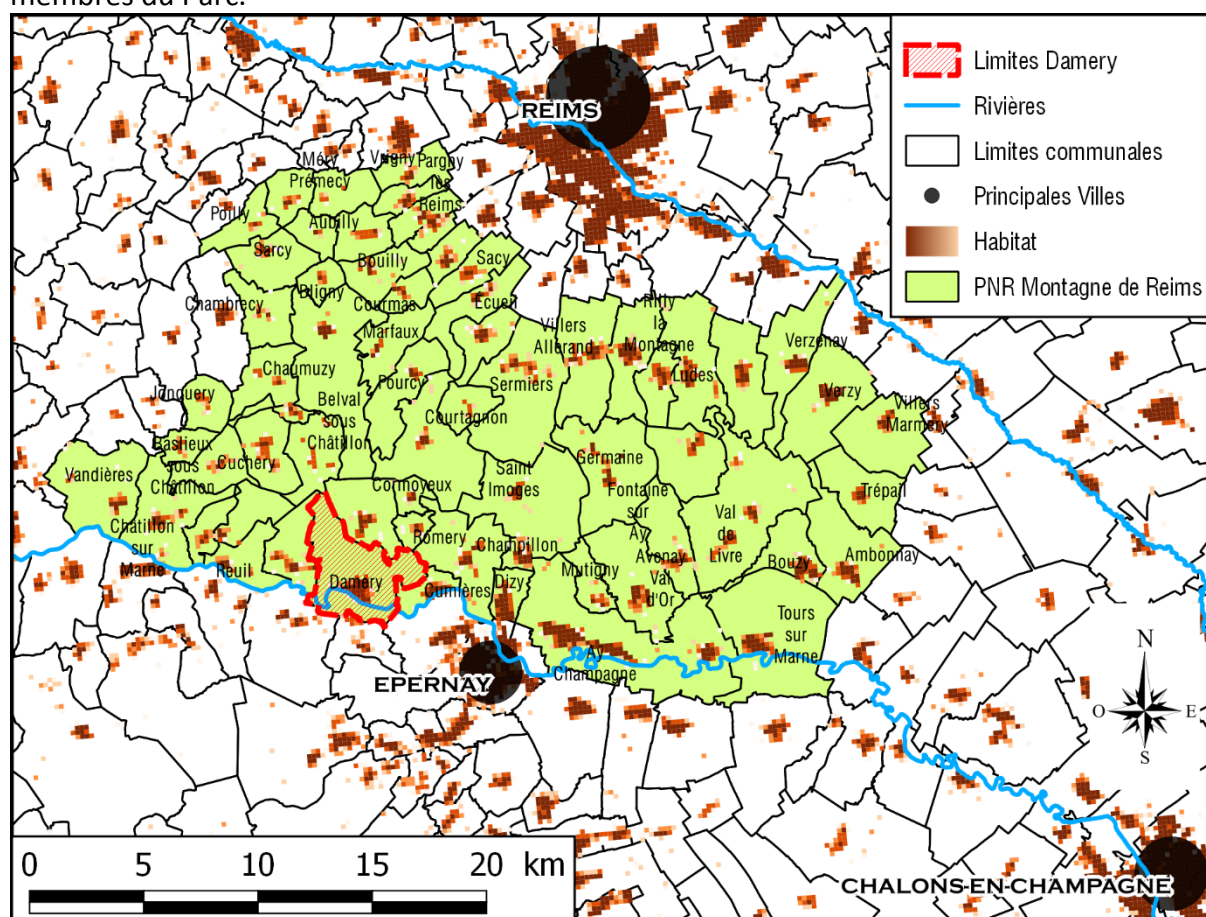 membres du Parc.
Limites Damery
Rivières
Limites communales
Principales Villes
Habitat
PNR Montagne de Reims
REIMS
Méry
Prémecy
Vrigny
Pargny
lès
Reims
Poilly
Aubilly
Sarcy
Bouilly
Sacy
Chambrecy
Bligny
Courmas
Ecueil
Marfaux
Villers
Allerand
Rilly
la
Montagne
Verzenay
Chaumuzy
Pourcy
Sermiers
Ludes
Verzy
Jonquery
Belval
sous
Châtillon
Courtagnon
Villers
Marmery
Baslieux
sous
Châtillon
Cuchery
Vandières
Saint
Imoges
Germaine
Cormoyeux
Fontaine
sur
Ay
Trépail
Châtillon
sur
Marne
Romery
Champillon
Val
de
Livre
Avenay
Val
d'Or
Ambonnay
Reuil
Damery
Cumières
Dizy
Mutigny
Bouzy
Tours
sur
Marne
Ay
Champagne
EPERNAY
N
O
E
S
0 5 10 15 20 km
CHALONS-EN-CHAMPAGNE